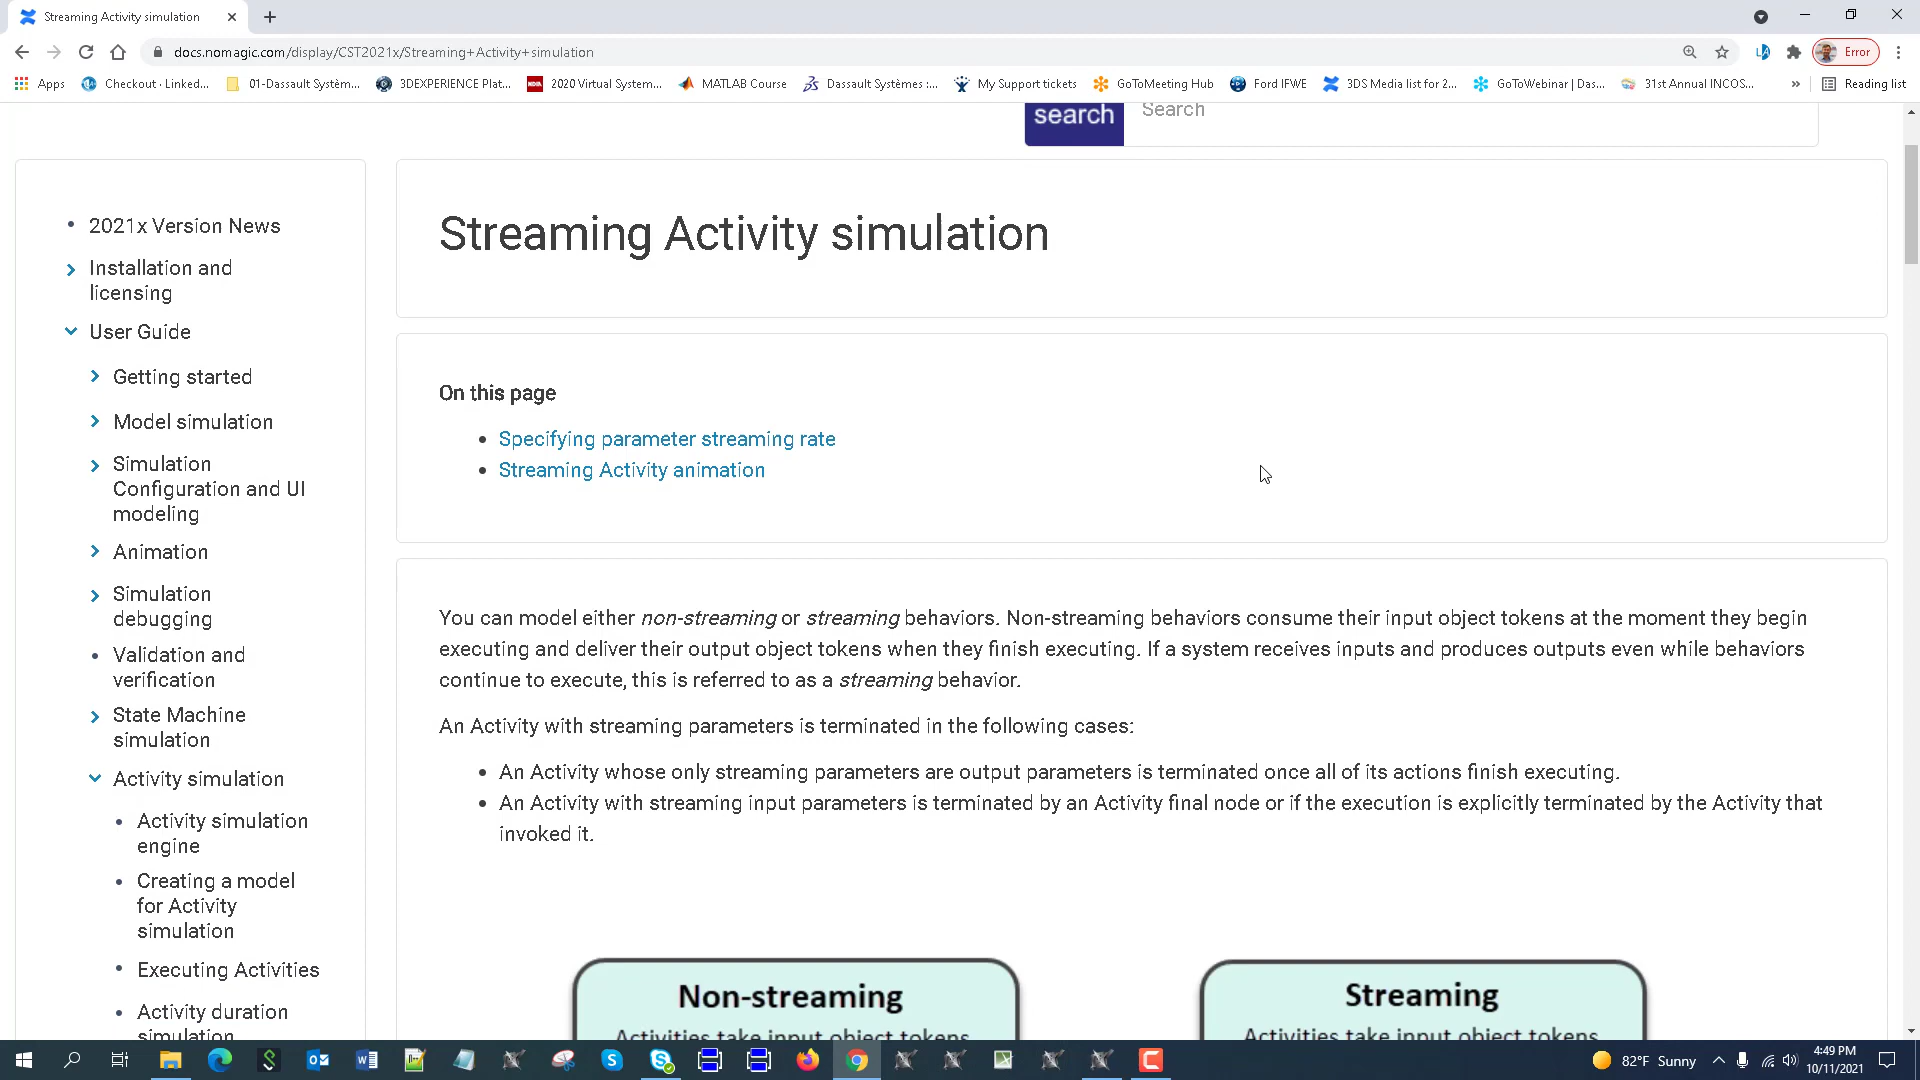 Streaming Activity simulation
docs.nomagic.com/display/CST2021x/Streaming+Activity+simulation
Error
Apps
Checkout · Linked...
01-Dassault Systèm...
3DEXPERIENCE Plat...
2020 Virtual System...
MATLAB Course
Dassault Systèmes :...
My Support tickets
GoToMeeting Hub
Ford IFWE
3DS Media list for 2...
GoToWebinar | Das...
31st Annual INCOS...
»
Reading list
search
Search
2021x Version News
Installation and
licensing
User Guide
Getting started
Model simulation
Simulation
Configuration and UI
modeling
Animation
Simulation
debugging
Validation and
verification
State Machine
simulation
Activity simulation
Activity simulation
engine
Creating a model
for Activity
simulation
Executing Activities
Activity duration
simulation
Streaming Activity simulation
On this page
Specifying parameter streaming rate
Streaming Activity animation
You can model either non-streaming or streaming behaviors. Non-streaming behaviors consume their input object tokens at the moment they begin
executing and deliver their output object tokens when they finish executing. If a system receives inputs and produces outputs even while behaviors
continue to execute, this is referred to as a streaming behavior.
An Activity with streaming parameters is terminated in the following cases:
An Activity whose only streaming parameters are output parameters is terminated once all of its actions finish executing.
An Activity with streaming input parameters is terminated by an Activity final node or if the execution is explicitly terminated by the Activity that
invoked it.
Non-streaming
Activities take input object tokens
Streaming
Activities take input object tokens
82°F Sunny
4:49 PM
10/11/2021